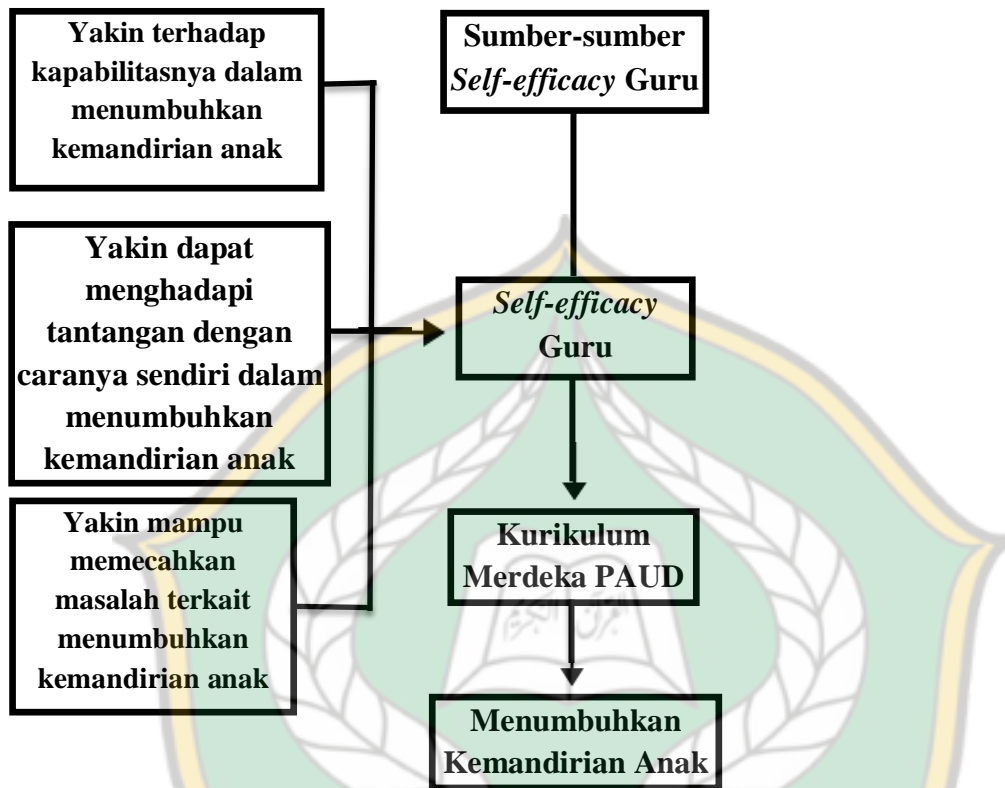 Yakin terhadap
kapabilitasnya dalam
menumbuhkan
kemandirian anak
Yakin dapat
menghadapi
tantangan dengan
caranya sendiri dalam
menumbuhkan
kemandirian anak
Yakin mampu
memecahkan
masalah terkait
menumbuhkan
kemandirian anak
Sumber-sumber
Self-efficacy Guru
Self-efficacy
Guru
Kurikulum
Merdeka PAUD
Menumbuhkan
Kemandirian Anak